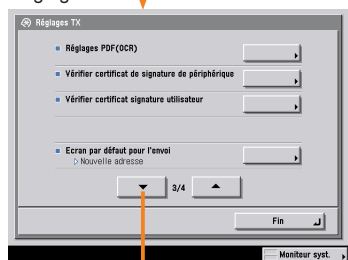 Réglages TX
Réglages PDF(OCR)
Vérifier certificat de signature de périphérique
Vérifier certificat signature utilisateur
Ecran par défaut pour l'envoi
Nouvelle adresse
3/4
Fin
Moniteur syst.